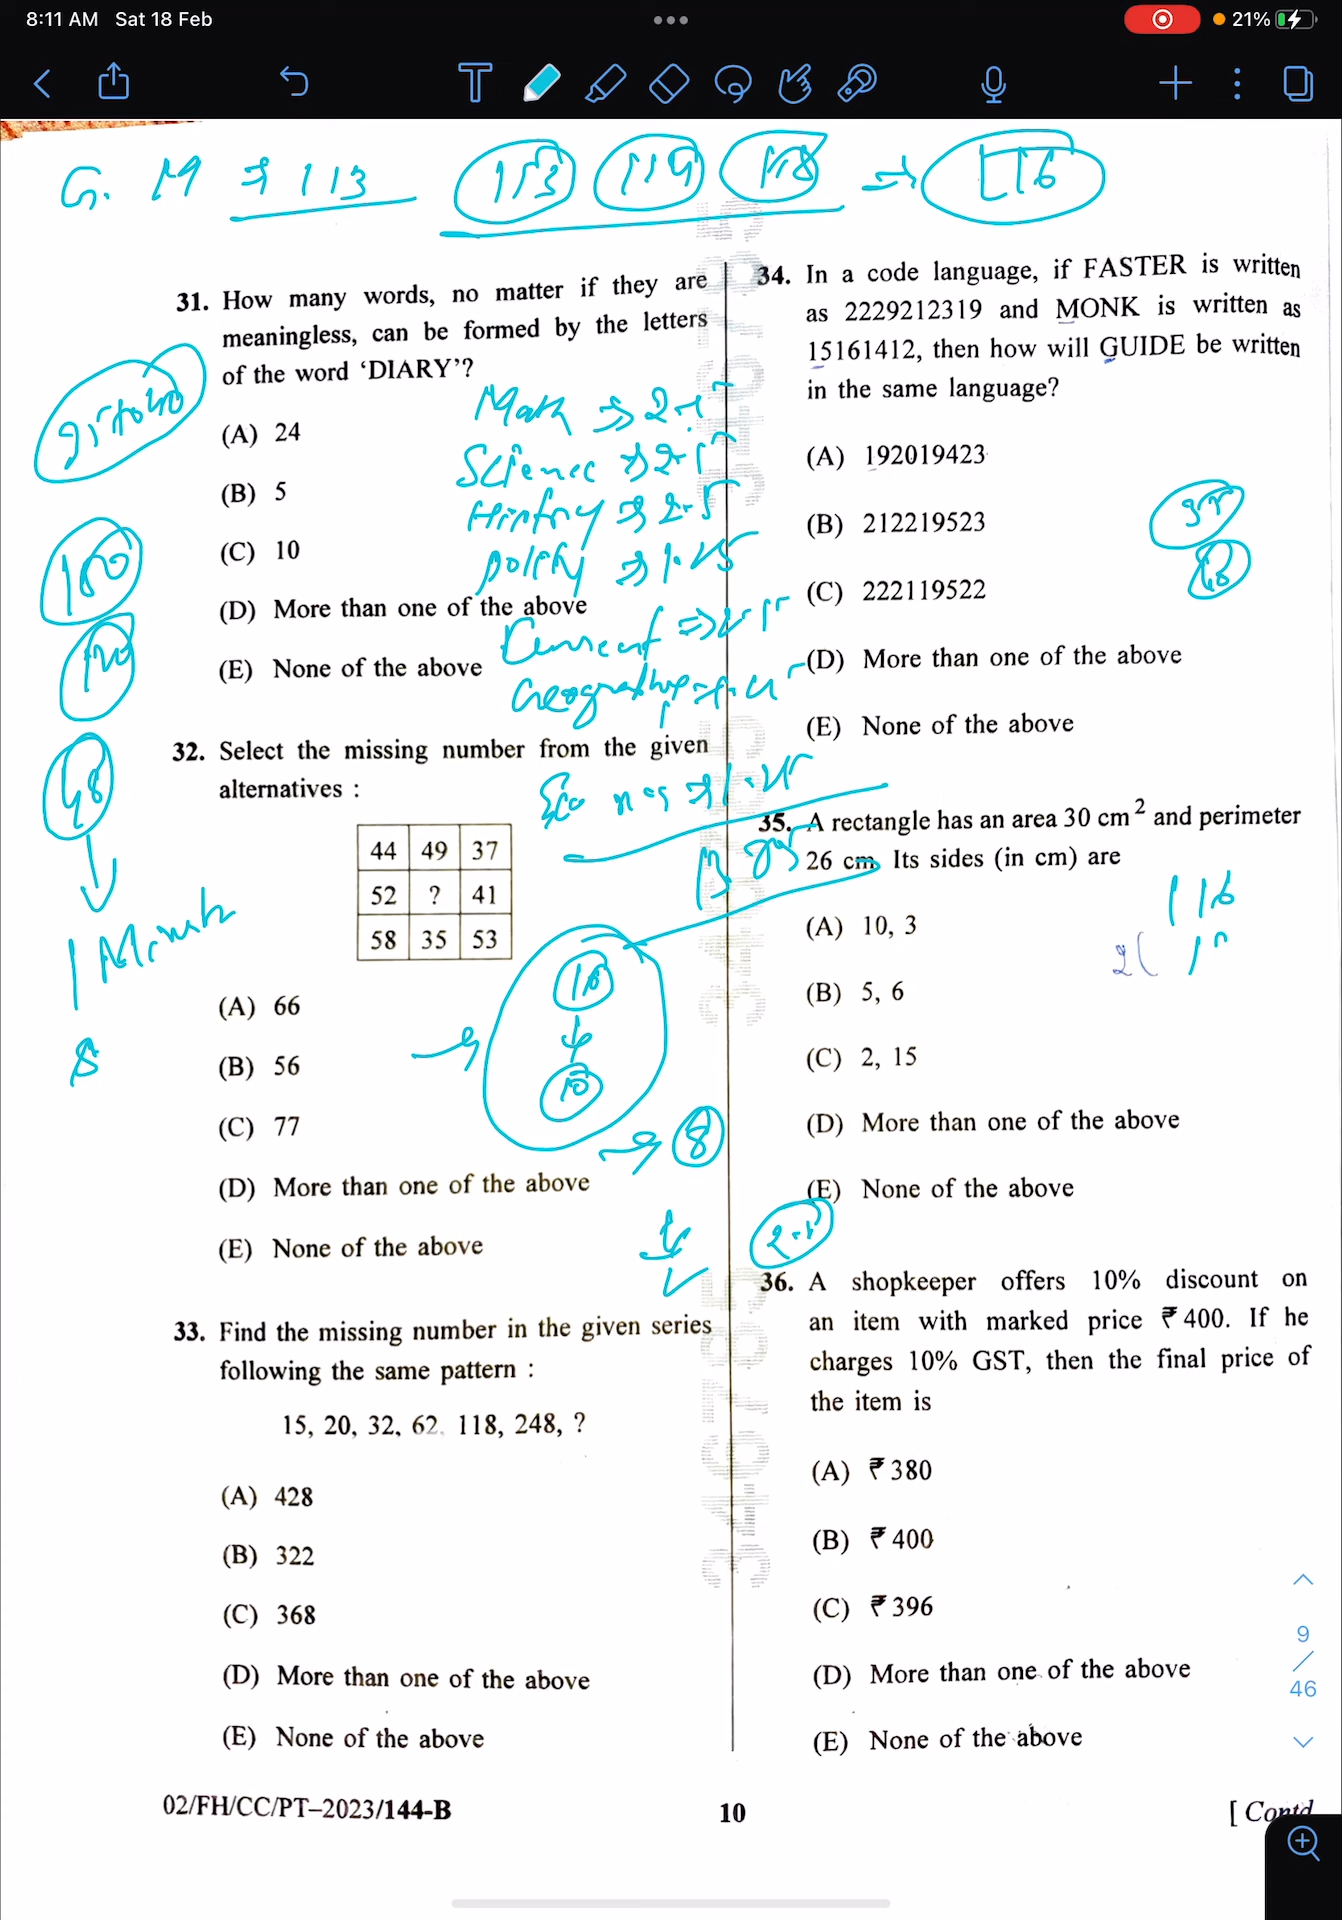 8:11 AM Sat 18 Feb
21%
G. M → 113 113 119 118 → 116
31. How many words, no matter if they are
meaningless, can be formed by the letters
of the word ‘DIARY’?
(A) 24
(B) 5
(C) 10
(D) More than one of the above
(E) None of the above
Math
Science
150
48
32. Select the missing number from the given
alternatives :
44 49 37
52 ? 41
58 35 53
(A) 66
(B) 56
(C) 77
(D) More than one of the above
(E) None of the above
1 Minute
10
8
33. Find the missing number in the given series
following the same pattern :
15, 20, 32, 62, 118, 248, ?
(A) 428
(B) 322
(C) 368
(D) More than one of the above
(E) None of the above
34. In a code language, if FASTER is written
as 2229212319 and MONK is written as
15161412, then how will GUIDE be written
in the same language?
(A) 192019423
(B) 212219523
(C) 222119522
(D) More than one of the above
(E) None of the above
35. A rectangle has an area 30 cm² and perimeter
26 cm. Its sides (in cm) are
(A) 10, 3
(B) 5, 6
(C) 2, 15
(D) More than one of the above
(E) None of the above
116
2(
36. A shopkeeper offers 10% discount on
an item with marked price ₹ 400. If he
charges 10% GST, then the final price of
the item is
(A) ₹ 380
(B) ₹ 400
(C) ₹ 396
(D) More than one of the above
(E) None of the above
9
/
46
02/FH/CC/PT–2023/144-B
10
[ Contd